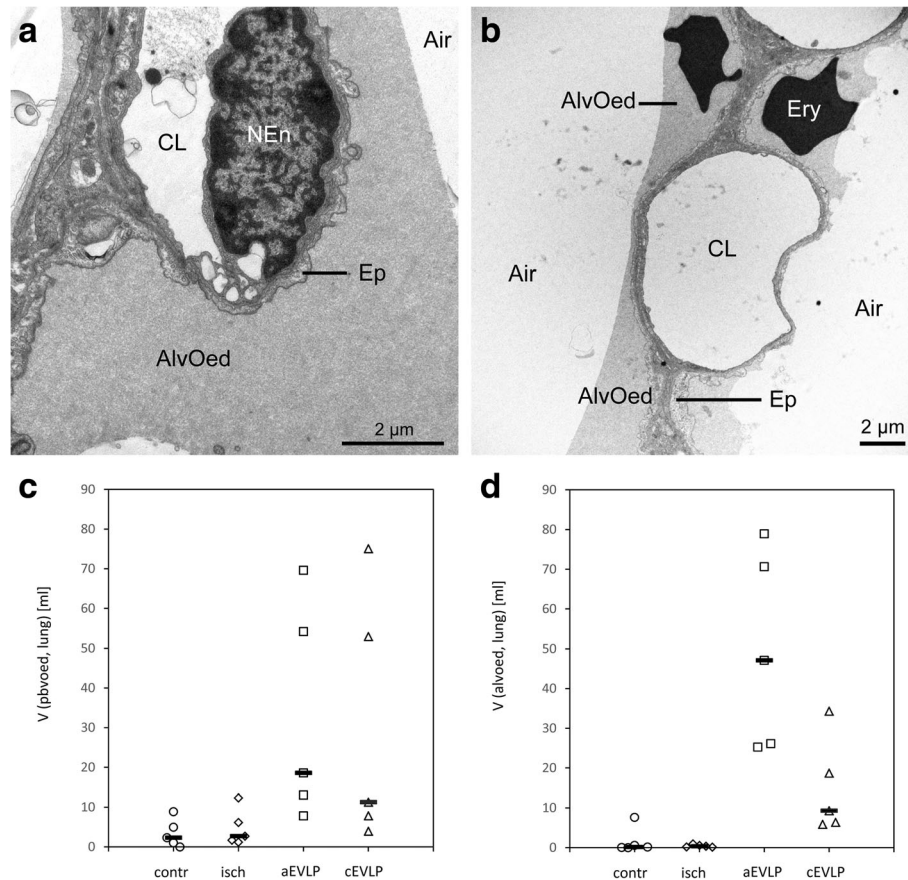 a
Air
CL
NEn
Ep
AlvOed
2 µm
b
AlvOed
Ery
CL
Air
Air
AlvOed
Ep
2 µm
c
V (pbvoed, lung) [ml]
90
80
70
60
50
40
30
20
10
0
contr isch aEVLP cEVLP
d
V (alvoed, lung) [ml]
90
80
70
60
50
40
30
20
10
0
contr isch aEVLP cEVLP